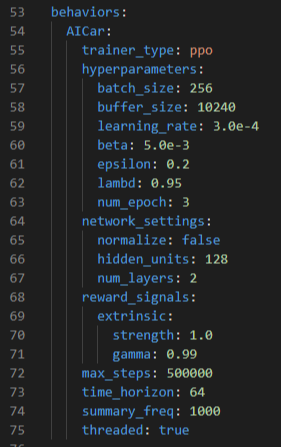 53 behaviors:
54 AICar:
55 trainer_type: ppo
56 hyperparameters:
57 batch_size: 256
58 buffer_size: 10240
59 learning_rate: 3.0e-4
60 beta: 5.0e-3
61 epsilon: 0.2
62 lambd: 0.95
63 num_epoch: 3
64 network_settings:
65 normalize: false
66 hidden_units: 128
67 num_layers: 2
68 reward_signals:
69 extrinsic:
70 strength: 1.0
71 gamma: 0.99
72 max_steps: 500000
73 time_horizon: 64
74 summary_freq: 1000
75 threaded: true